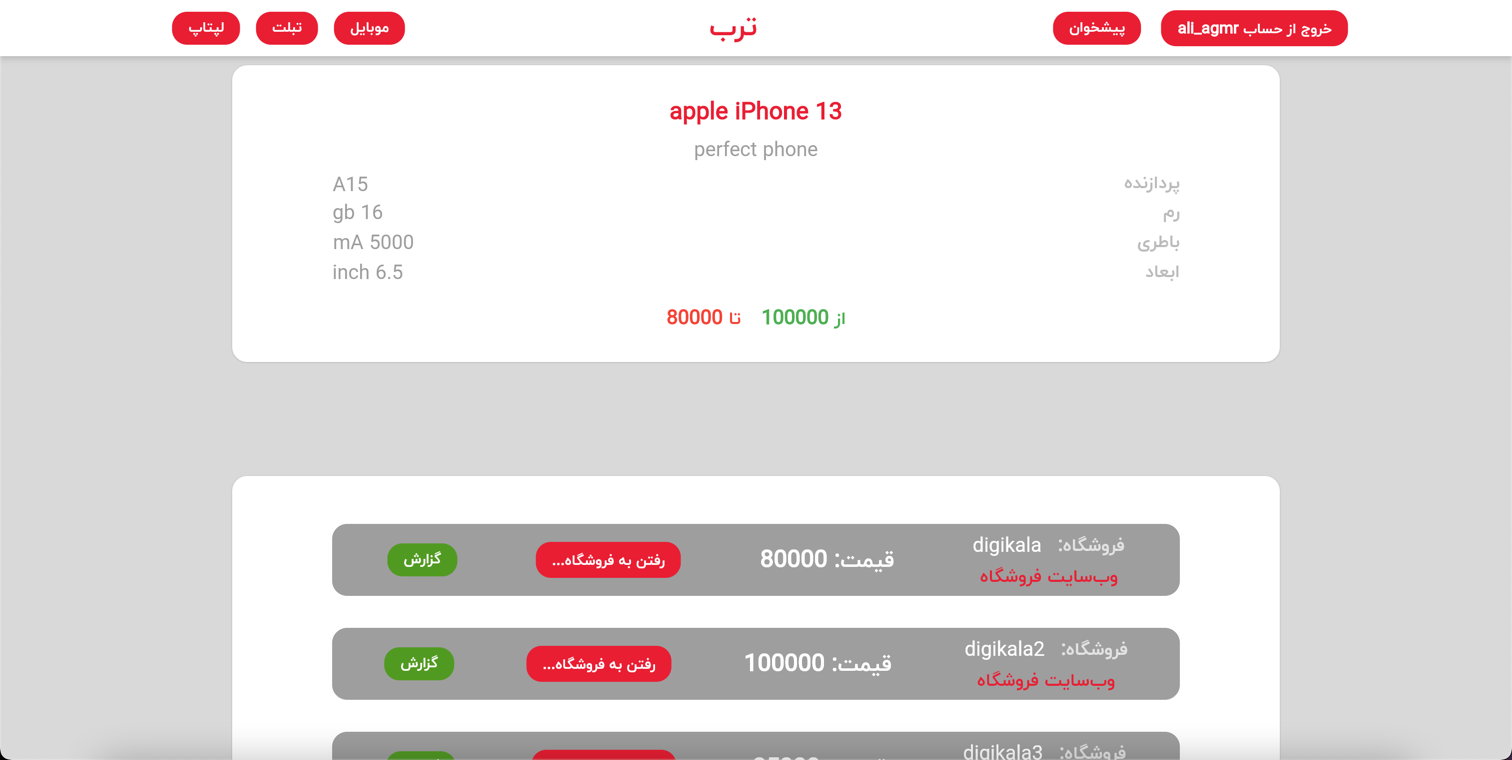 خروج از حساب all_agmr
پیشخوان
ترب
موبایل
تبلت
لپتاپ
apple iPhone 13
perfect phone
پردازنده A15
رم gb 16
باطری mA 5000
ابعاد inch 6.5
از 100000 تا 80000
فروشگاه: digikala
وب‌سایت فروشگاه
قیمت: 80000
رفتن به فروشگاه...
گزارش
فروشگاه: digikala2
وب‌سایت فروشگاه
قیمت: 100000
رفتن به فروشگاه...
گزارش
فروشگاه: digikala3